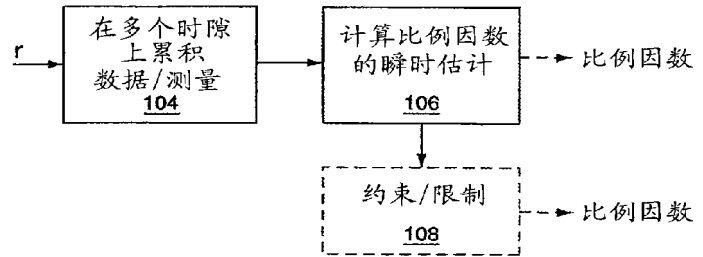 r
在多个时隙
上累积
数据/测量
104
计算比例因数
的瞬时估计
106
比例因数
约束/限制
108
比例因数